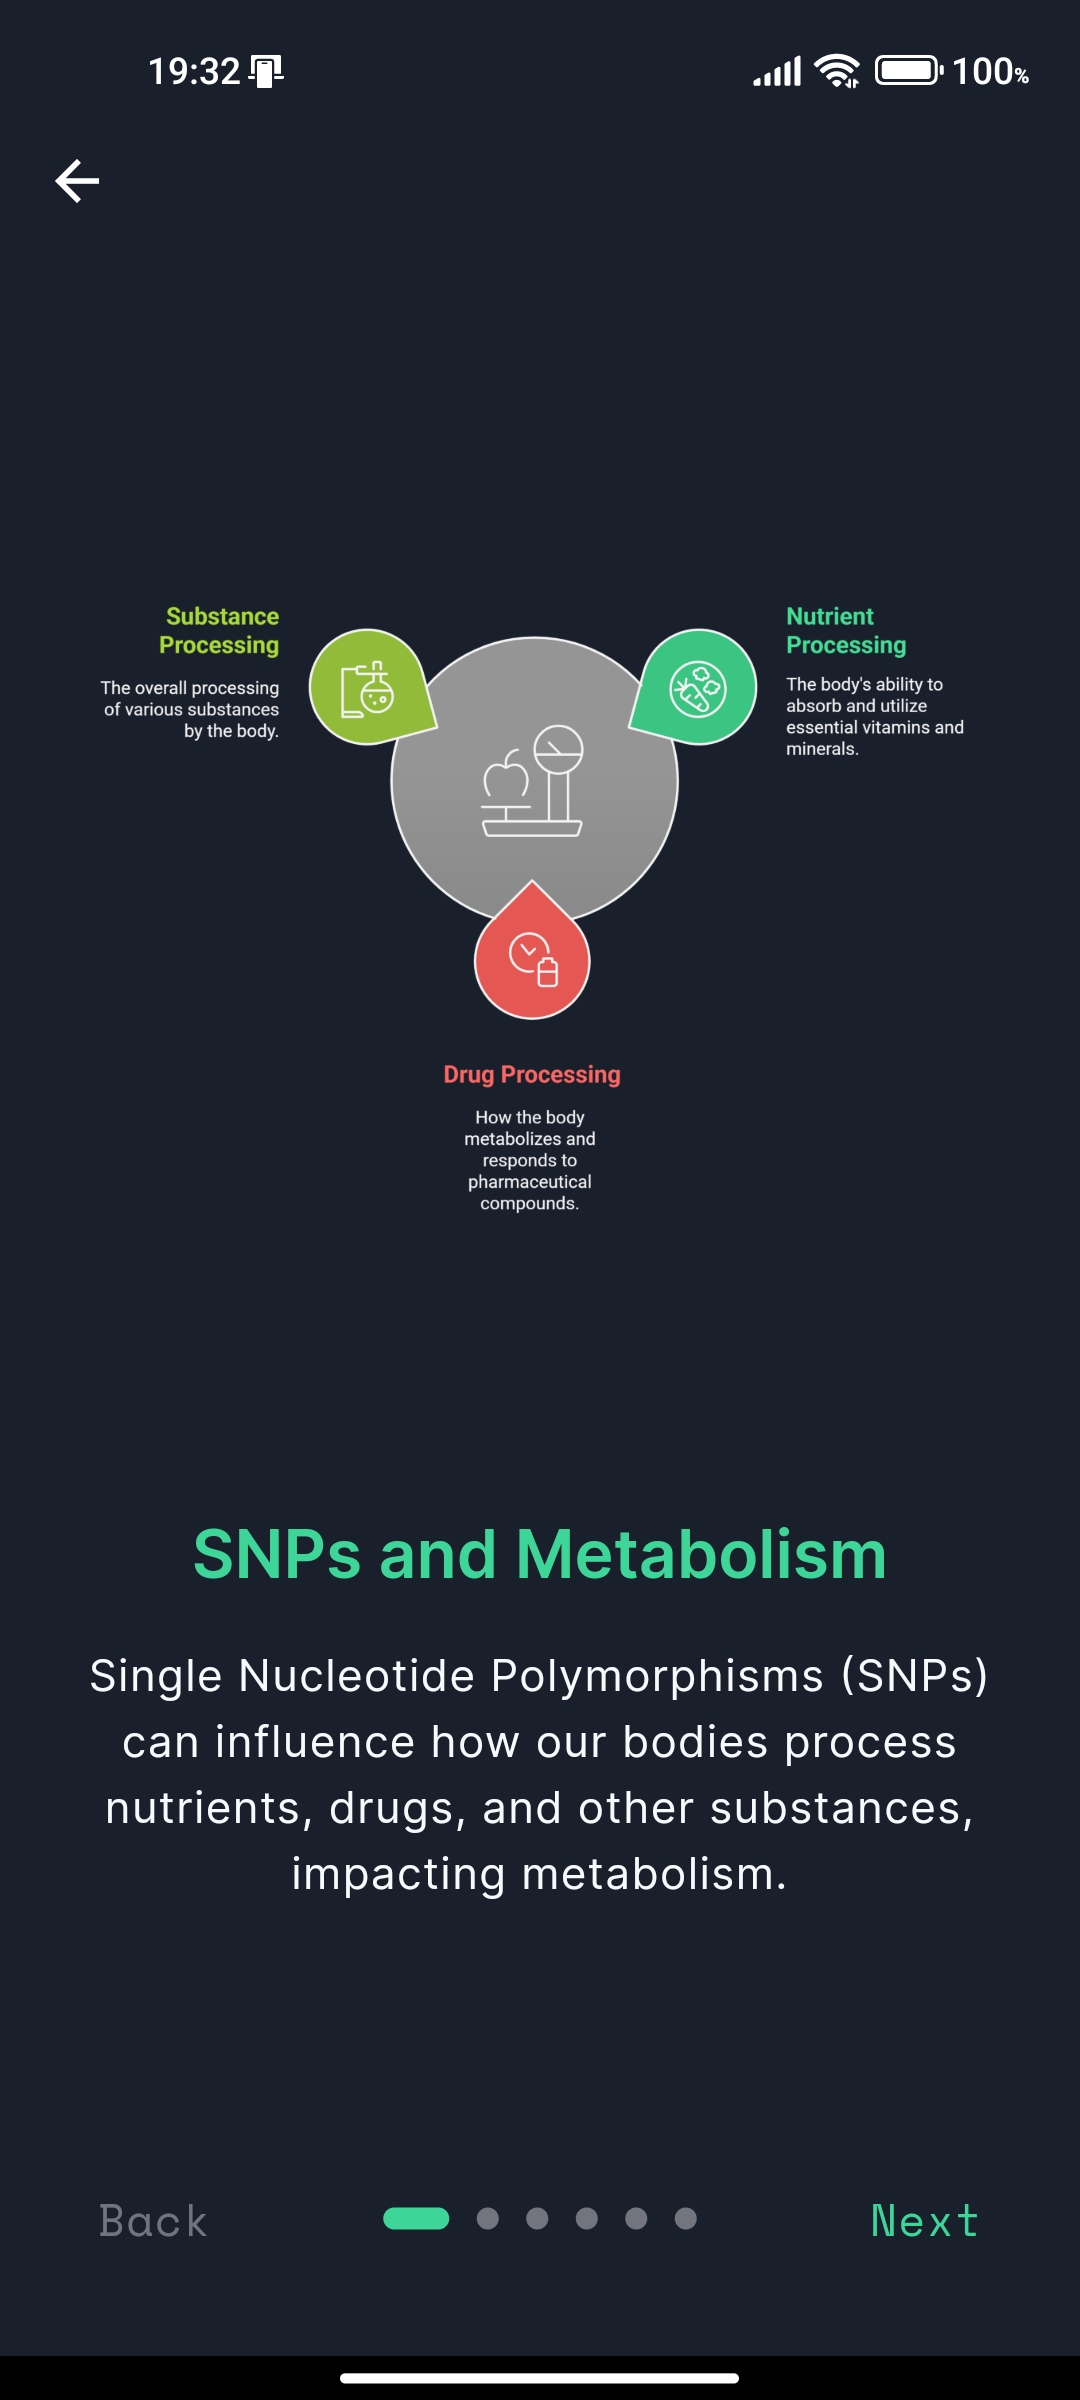 19:32
100%
Substance
Processing
The overall processing
of various substances
by the body.
Nutrient
Processing
The body's ability to
absorb and utilize
essential vitamins and
minerals.
Drug Processing
How the body
metabolizes and
responds to
pharmaceutical
compounds.
SNPs and Metabolism
Single Nucleotide Polymorphisms (SNPs)
can influence how our bodies process
nutrients, drugs, and other substances,
impacting metabolism.
Back
Next